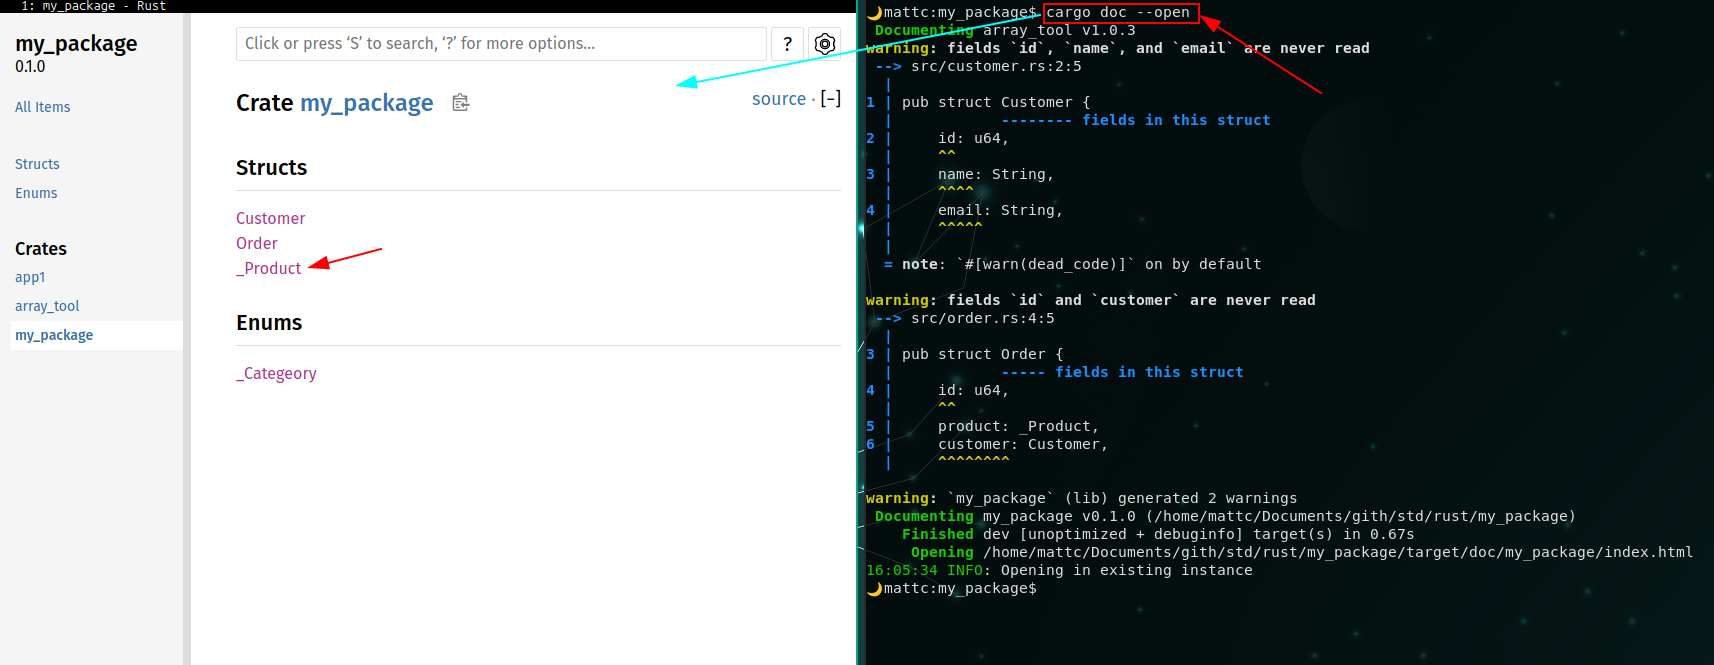 1: my_package - Rust
my_package
0.1.0
All Items
Structs
Enums
Crates
app1
array_tool
my_package
Click or press ‘S’ to search, ‘?’ for more options...
?
Crate my_package
source · [-]
Structs
Customer
Order
_Product
Enums
_Categeory
mattc:my_package$ cargo doc --open
Documenting array_tool v1.0.3
warning: fields `id`, `name`, and `email` are never read
--> src/customer.rs:2:5
|
1 | pub struct Customer {
| -------- fields in this struct
2 | id: u64,
| ^^
3 | name: String,
| ^^^^
4 | email: String,
| ^^^^^
|
= note: `#[warn(dead_code)]` on by default
warning: fields `id` and `customer` are never read
--> src/order.rs:4:5
|
3 | pub struct Order {
| ----- fields in this struct
4 | id: u64,
| ^^
5 | product: _Product,
6 | customer: Customer,
| ^^^^^^^^
warning: `my_package` (lib) generated 2 warnings
Documenting my_package v0.1.0 (/home/mattc/Documents/gith/std/rust/my_package)
Finished dev [unoptimized + debuginfo] target(s) in 0.67s
Opening /home/mattc/Documents/gith/std/rust/my_package/target/doc/my_package/index.html
16:05:34 INFO: Opening in existing instance
mattc:my_package$